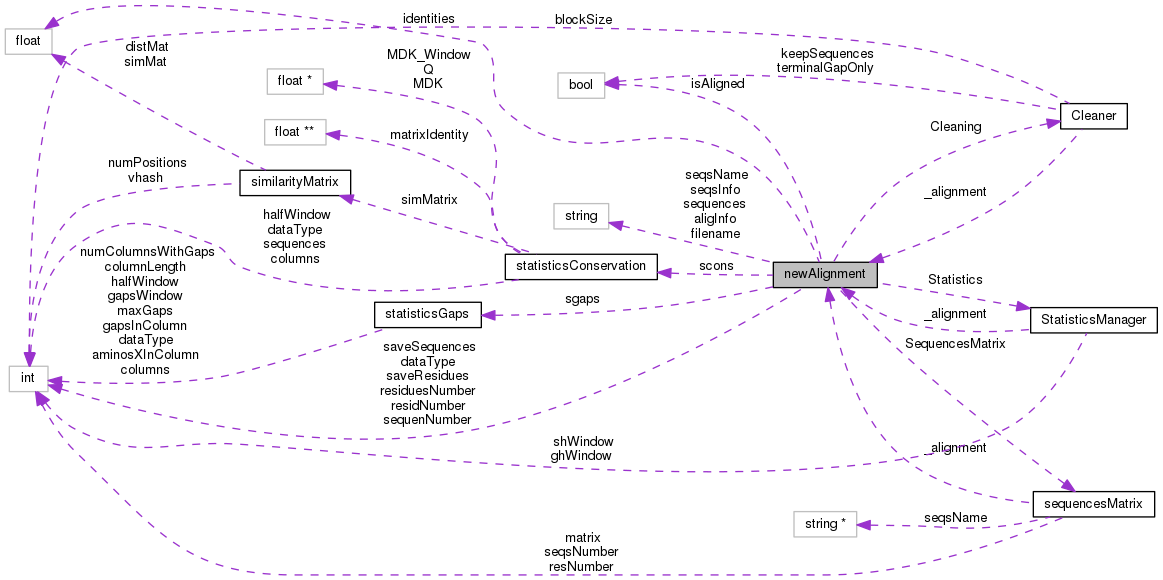 identities
blockSize
float
distMat
simMat
MDK_Window
Q
MDK
keepSequences
terminalGapOnly
float *
bool
isAligned
Cleaner
float **
matrixIdentity
Cleaning
numPositions
vhash
similarityMatrix
simMatrix
seqsName
seqsInfo
sequences
aligInfo
filename
_alignment
string
halfWindow
dataType
sequences
columns
statisticsConservation
scons
newAlignment
numColumnsWithGaps
columnLength
halfWindow
gapsWindow
maxGaps
gapsInColumn
dataType
aminosXInColumn
columns
Statistics
sgaps
statisticsGaps
_alignment
StatisticsManager
SequencesMatrix
saveSequences
dataType
saveResidues
residuesNumber
residNumber
sequenNumber
int
shWindow
ghWindow
_alignment
sequencesMatrix
seqsName
string *
matrix
seqsNumber
resNumber